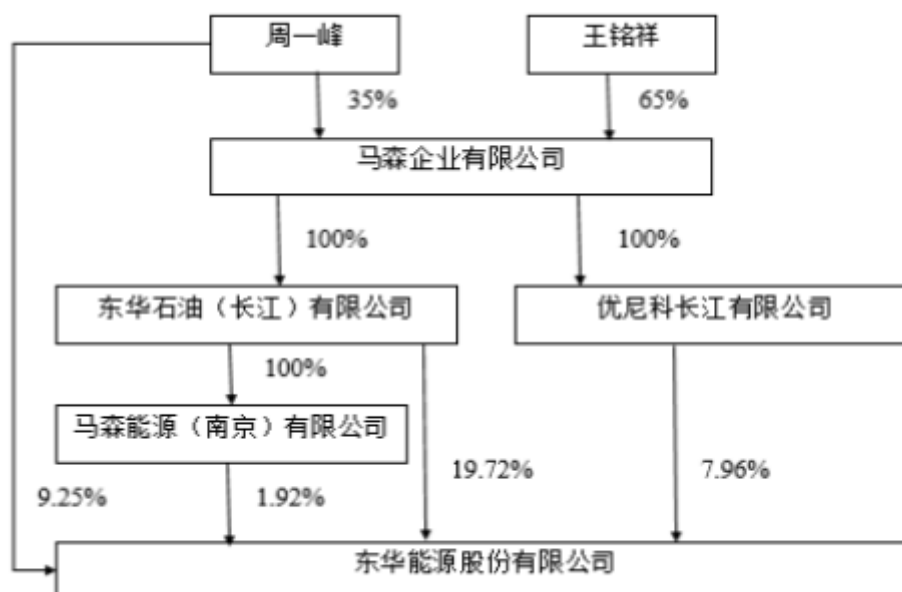 周一峰
王铭祥
35%
65%
马森企业有限公司
100%
100%
东华石油（长江）有限公司
优尼科长江有限公司
100%
马森能源（南京）有限公司
9.25%
1.92%
19.72%
7.96%
东华能源股份有限公司